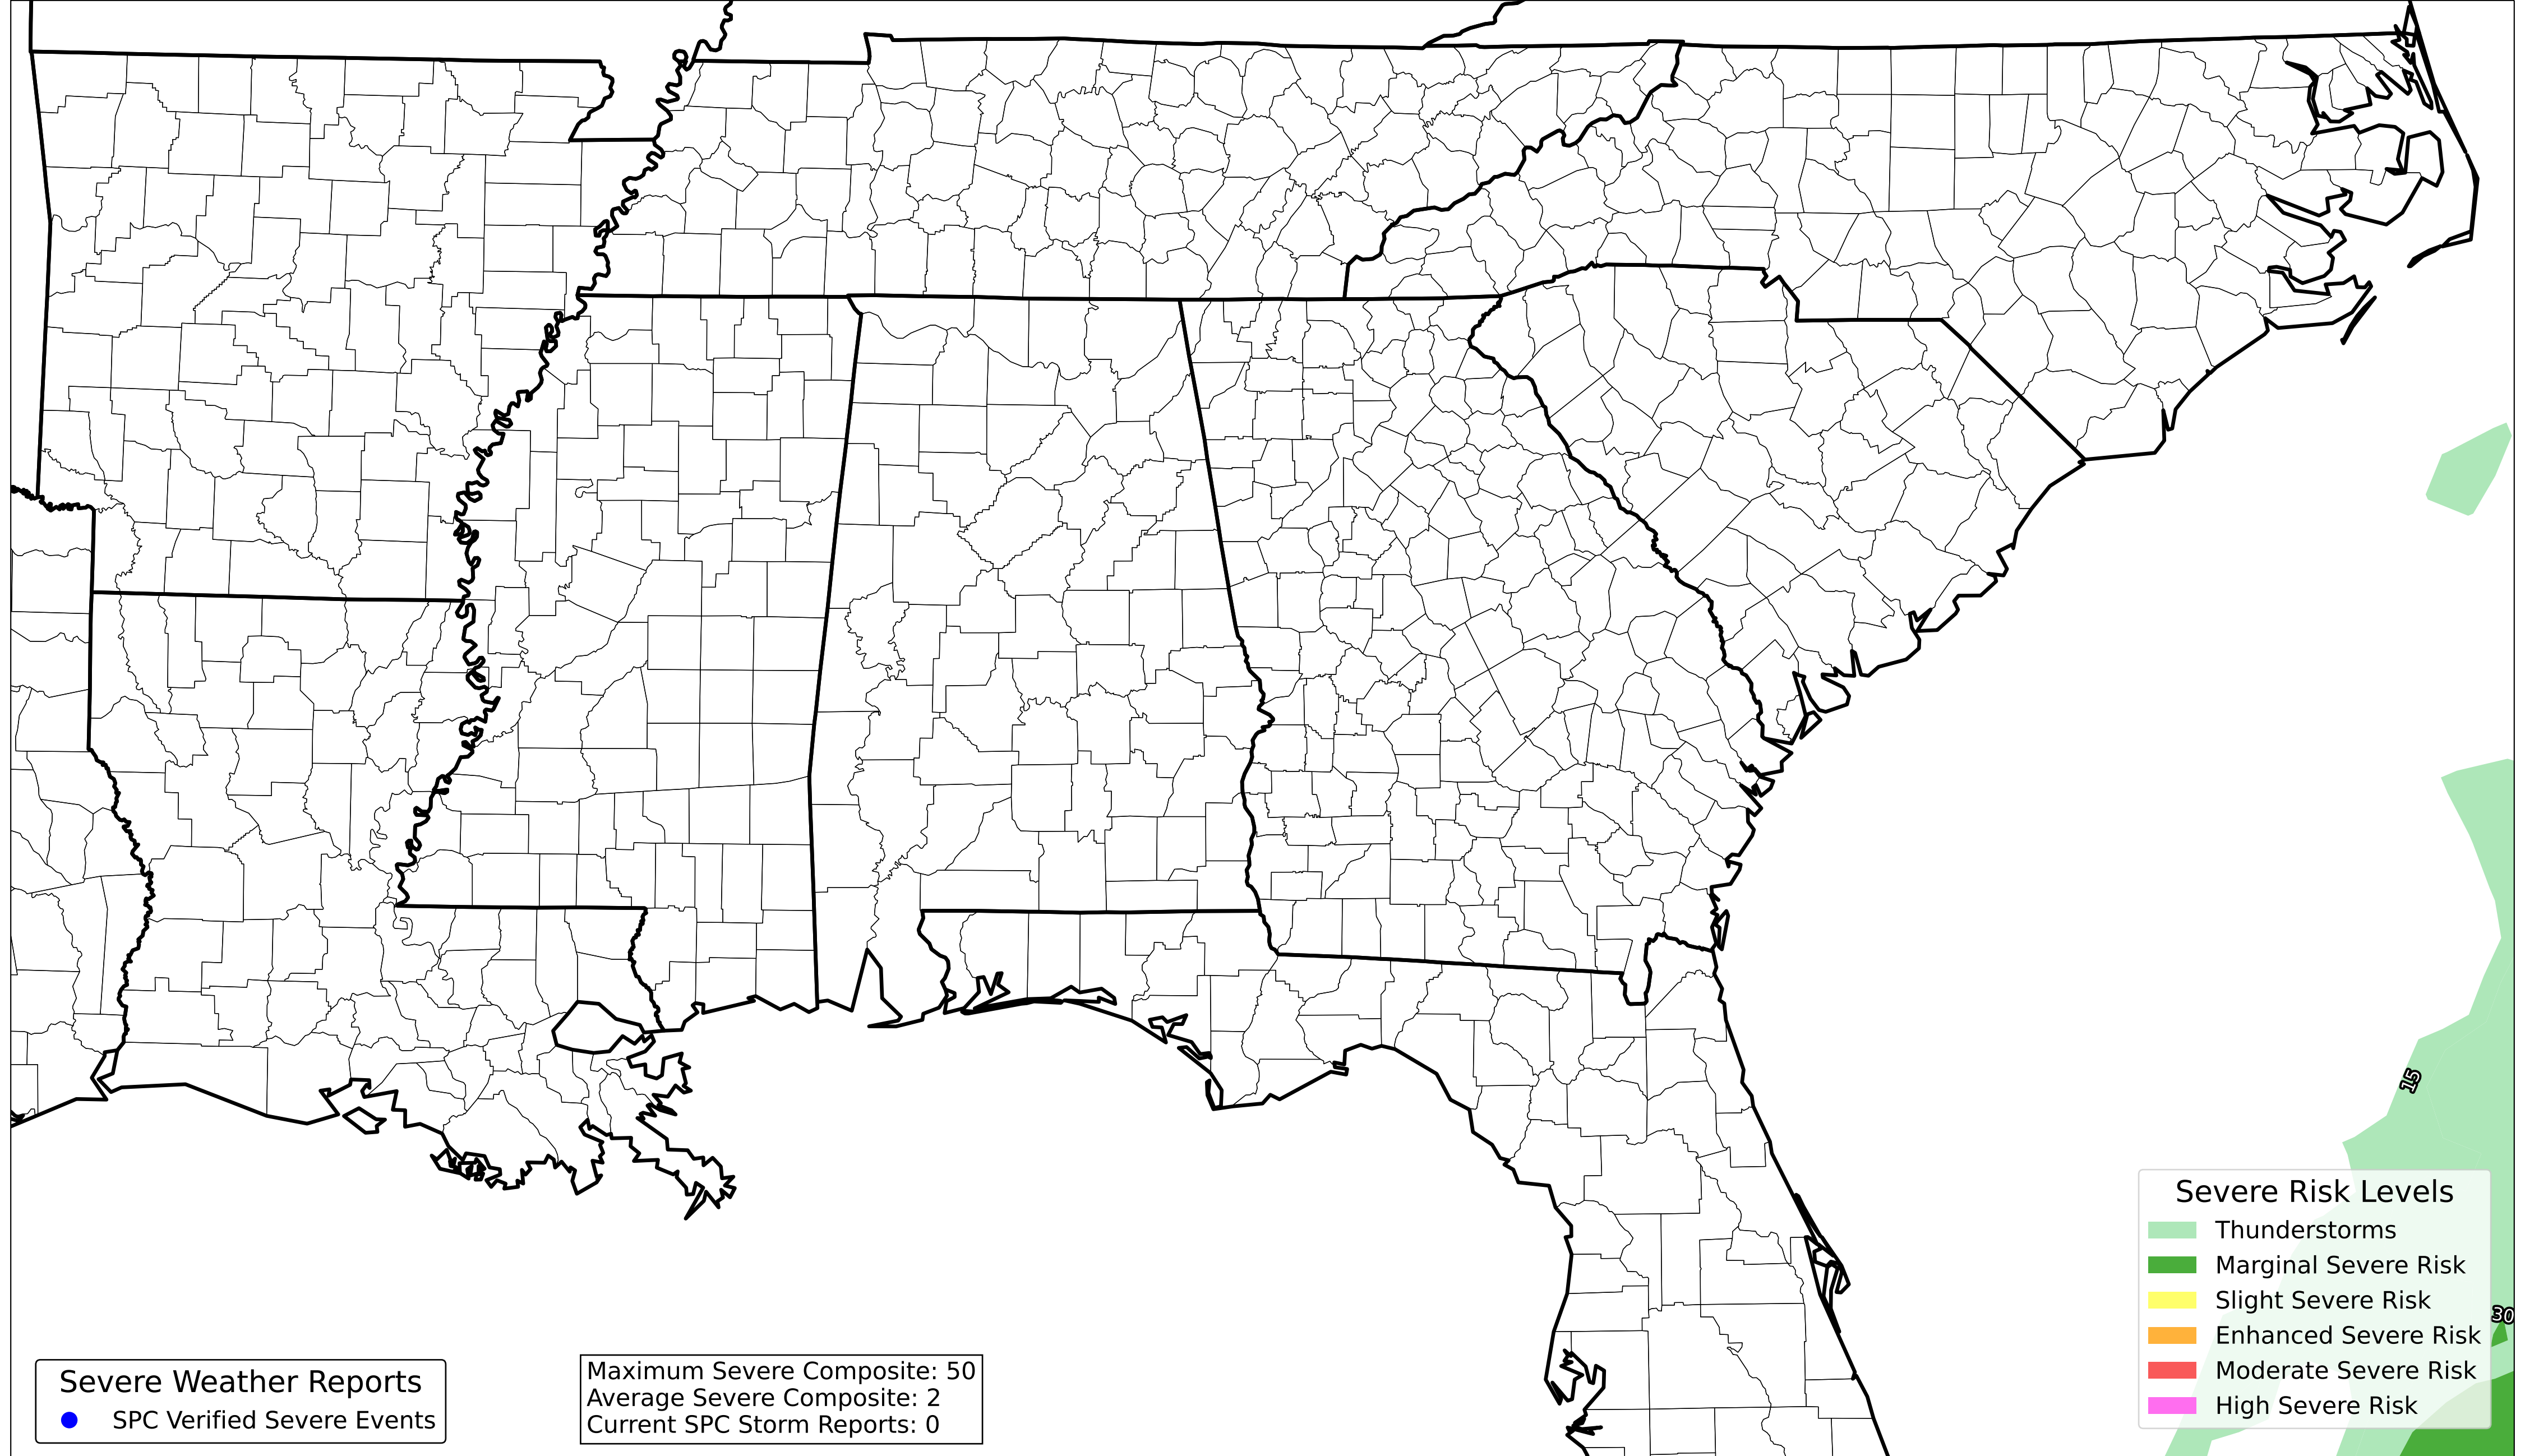 15
Severe Risk Levels
Thunderstorms
Marginal Severe Risk
Slight Severe Risk
30
Enhanced Severe Risk
Moderate Severe Risk
High Severe Risk
Severe Weather Reports
SPC Verified Severe Events
Maximum Severe Composite: 50
Average Severe Composite: 2
Current SPC Storm Reports: 0